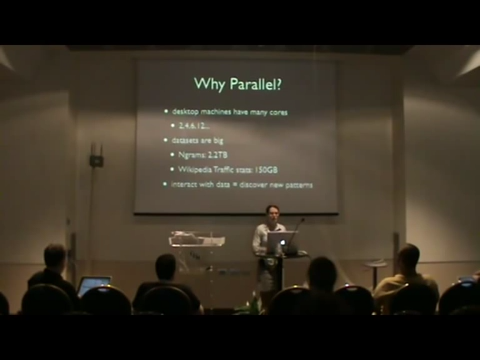 Why Parallel?
• desktop machines have many cores
• 2,4,6,12...
• datasets are big
• Ngrams: 2.2TB
• Wikipedia Traffic stats: 150GB
• interact with data = discover new patterns